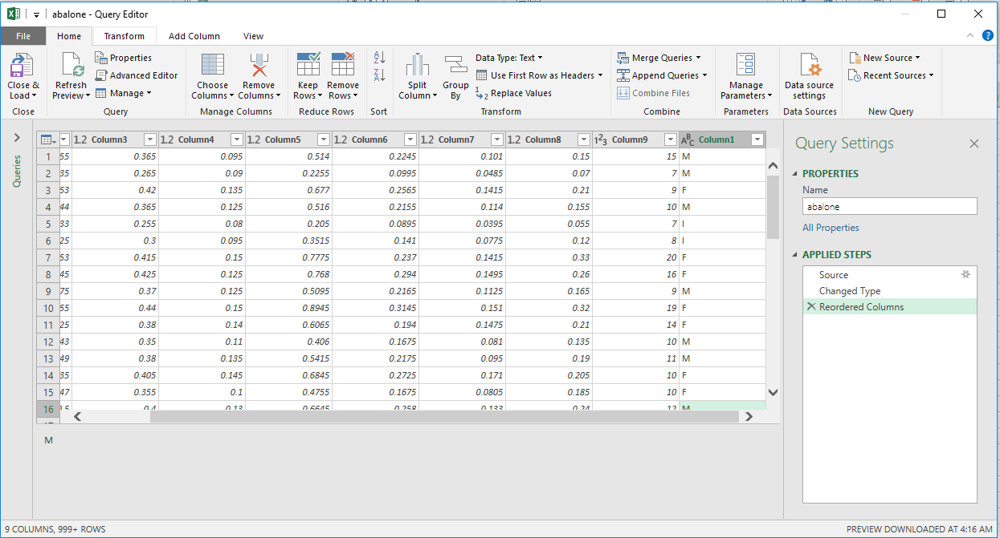 abalone - Query Editor
File Home Transform Add Column View
Close & Load
Refresh Preview
Properties
Advanced Editor
Manage
Choose Columns
Remove Columns
Keep Rows
Remove Rows
A Z
Z A
Split Column
Group By
Data Type: Text
Use First Row as Headers
1 2 Replace Values
Merge Queries
Append Queries
Combine Files
Manage Parameters
Data source settings
New Source
Recent Sources
Close Query Manage Columns Reduce Rows Sort Transform Combine Parameters Data Sources New Query
Queries
1.2 Column3 1.2 Column4 1.2 Column5 1.2 Column6 1.2 Column7 1.2 Column8 123 Column9 ABC Column1
1 55 0.365 0.095 0.514 0.2245 0.101 0.15 15 M
2 35 0.265 0.09 0.2255 0.0995 0.0485 0.07 7 M
3 53 0.42 0.135 0.677 0.2565 0.1415 0.21 9 F
4 44 0.365 0.125 0.516 0.2155 0.114 0.155 10 M
5 33 0.255 0.08 0.205 0.0895 0.0395 0.055 7 I
6 25 0.3 0.095 0.3515 0.141 0.0775 0.12 8 I
7 53 0.415 0.15 0.7775 0.237 0.1415 0.33 20 F
8 45 0.425 0.125 0.768 0.294 0.1495 0.26 16 F
9 75 0.37 0.125 0.5095 0.2165 0.1125 0.165 9 M
10 55 0.44 0.15 0.8945 0.3145 0.151 0.32 19 F
11 25 0.38 0.14 0.6065 0.194 0.1475 0.21 14 F
12 43 0.35 0.11 0.406 0.1675 0.081 0.135 10 M
13 49 0.38 0.135 0.5415 0.2175 0.095 0.19 11 M
14 35 0.405 0.145 0.6845 0.2725 0.171 0.205 10 F
15 47 0.355 0.1 0.4755 0.1675 0.0805 0.185 10 F
16 0.5 0.4 0.13 0.6645 0.258 0.133 0.24 12 M
M
Query Settings
PROPERTIES
Name
abalone
All Properties
APPLIED STEPS
Source
Changed Type
Reordered Columns
9 COLUMNS, 999+ ROWS
PREVIEW DOWNLOADED AT 4:16 AM